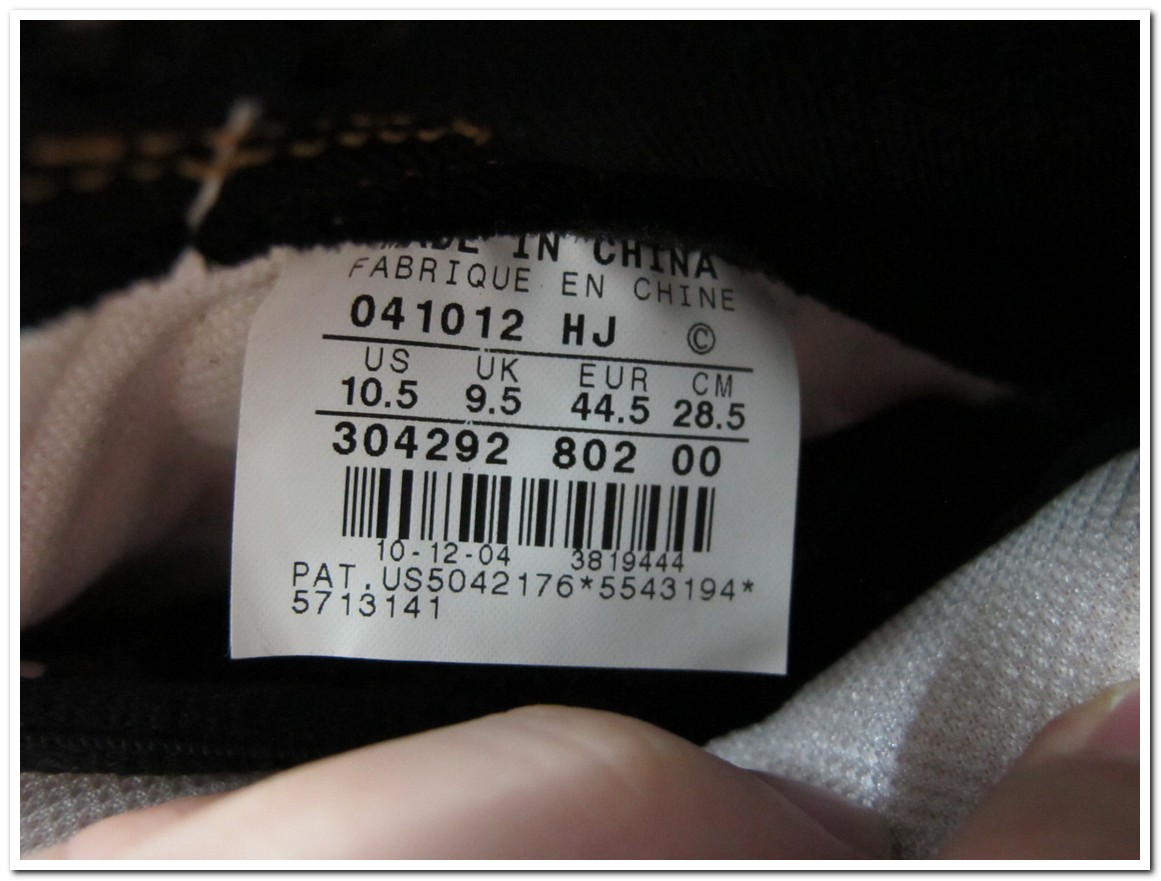 MADE IN CHINA
FABRIQUE EN CHINE
041012 HJ ©
US UK EUR CM
10.5 9.5 44.5 28.5
304292 802 00
10-12-04 3819444
PAT.US5042176*5543194*
5713141